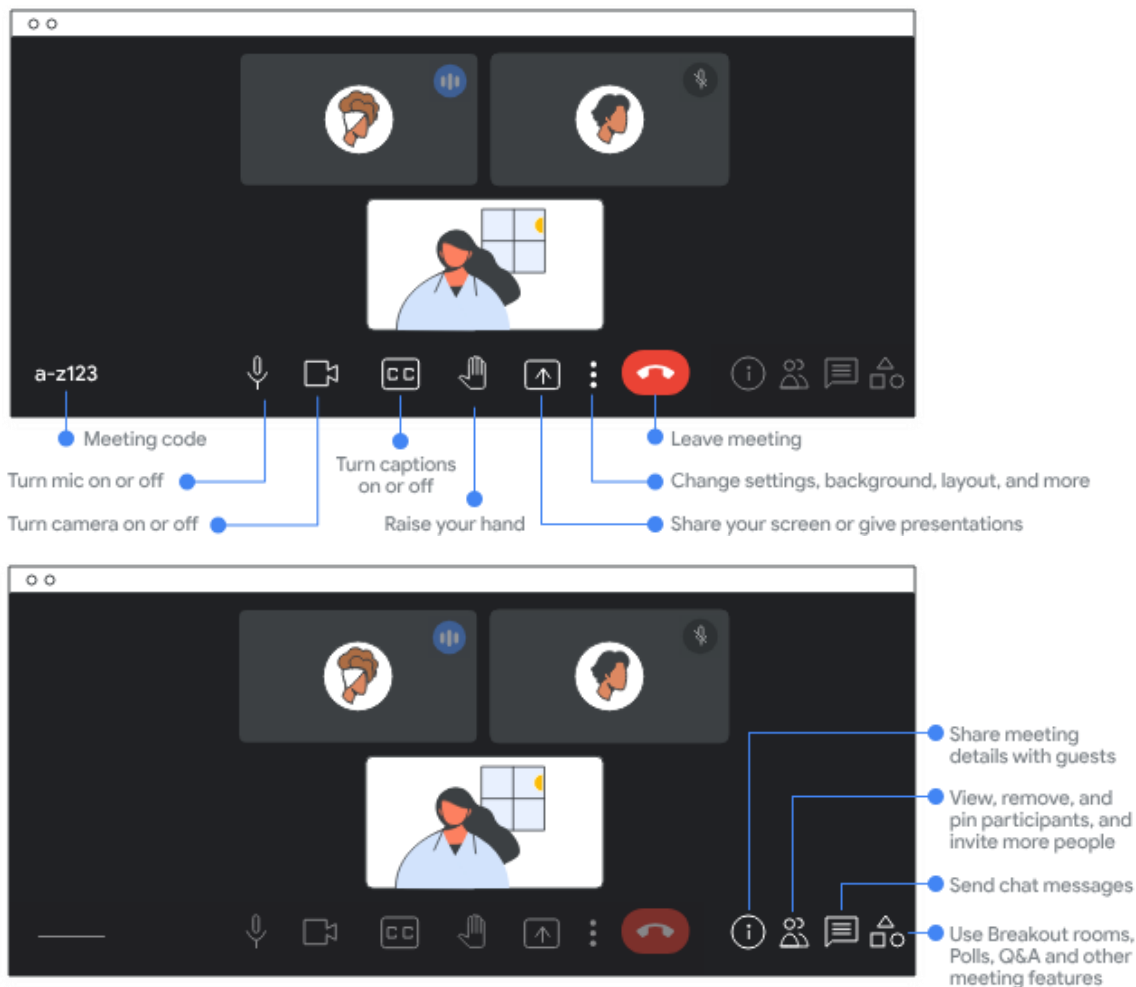 a-z123
CC
Meeting code
Leave meeting
Turn captions
on or off
Turn mic on or off
Change settings, background, layout, and more
Turn camera on or off
Raise your hand
Share your screen or give presentations
Share meeting
details with guests
View, remove, and
pin participants, and
invite more people
Send chat messages
CC
Use Breakout rooms,
Polls, Q&A and other
meeting features